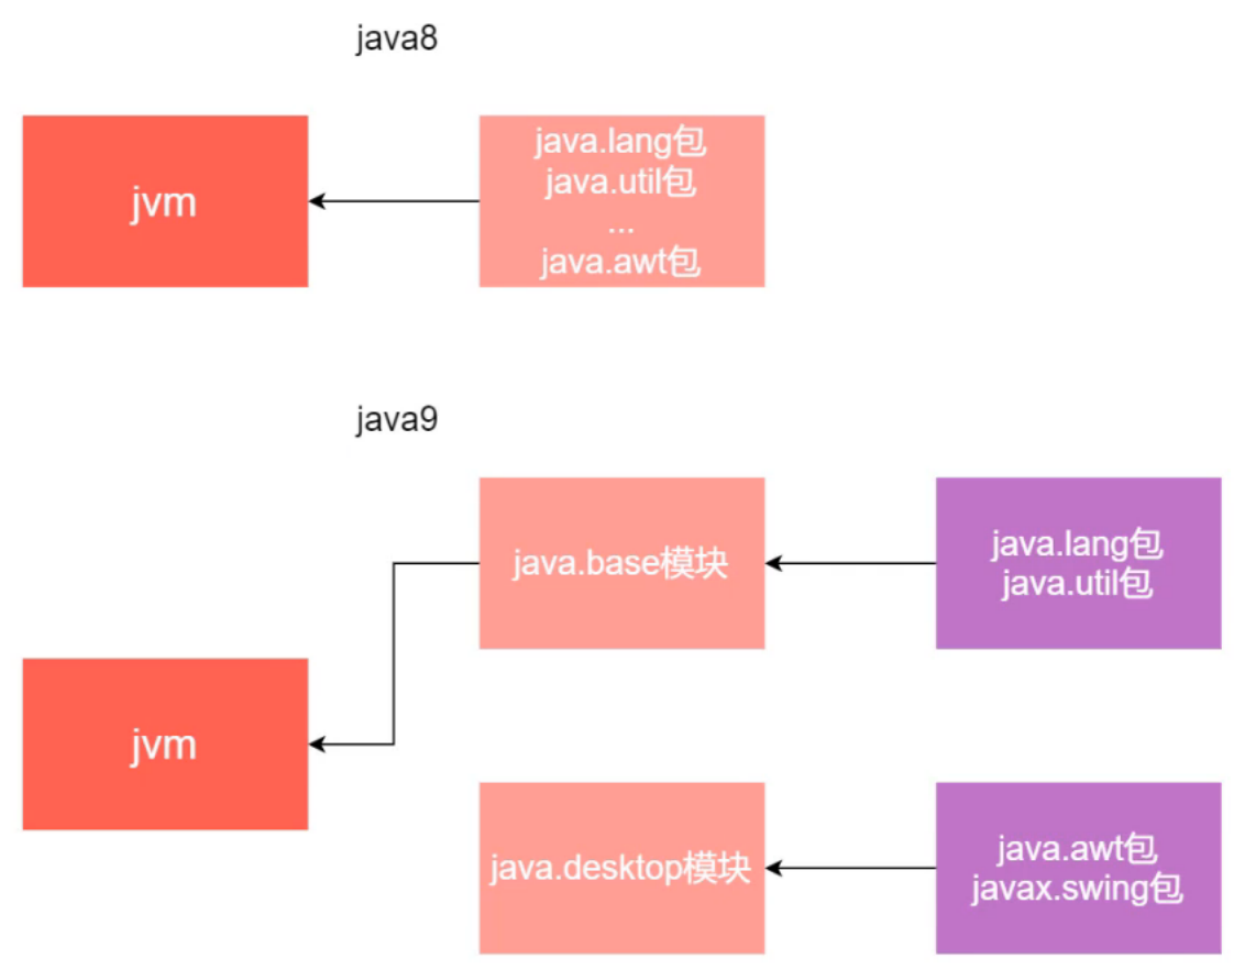 java8
jvm
java.lang包
java.util包
...
java.awt包
java9
java.base模块
java.lang包
java.util包
jvm
java.desktop模块
java.awt包
javax.swing包